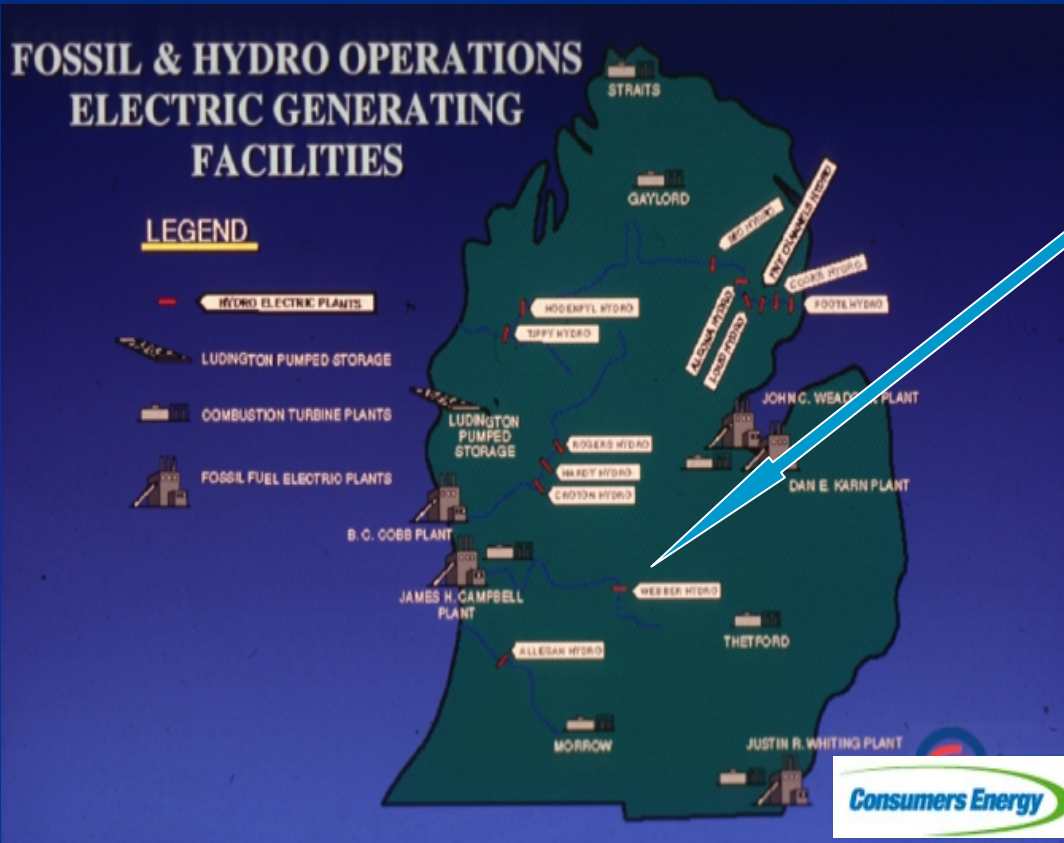 FOSSIL & HYDRO OPERATIONS
ELECTRIC GENERATING
FACILITIES
LEGEND
HYDRO ELECTRIC PLANTS
LUDINGTON PUMPED STORAGE
COMBUSTION TURBINE PLANTS
FOSSIL FUEL ELECTRIC PLANTS
STRAITS
GAYLORD
HYDRO
HYDRO
COOKE HYDRO
FOOTE HYDRO
ALCONA HYDRO
LOUD HYDRO
HODENPYL HYDRO
TIPPY HYDRO
LUDINGTON
PUMPED
STORAGE
ROGERS HYDRO
HARDY HYDRO
CROTON HYDRO
JOHN C. PLANT
DAN E. KARN PLANT
B. C. COBB PLANT
JAMES H. CAMPBELL
PLANT
WEBBER HYDRO
THETFORD
ALLEGAN HYDRO
MORROW
JUSTIN R. WHITING PLANT
Consumers Energy